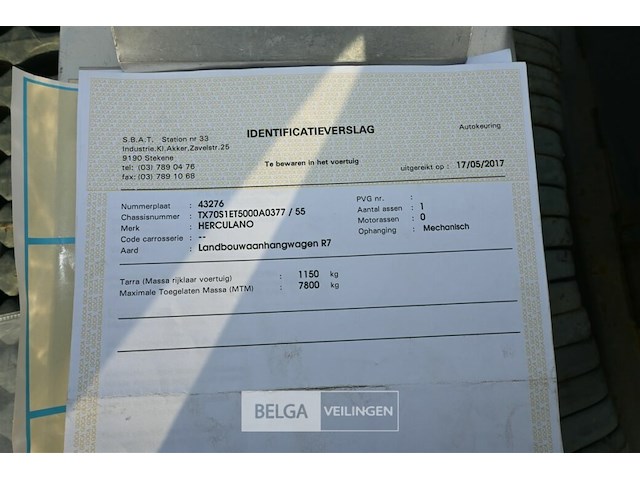 IDENTIFICATIEVERSLAG
Autokeuring
S.B.A.T. Station nr 33
Industrie.Kl.Akker,Zavelstr.25
9190 Stekene
tel: (03) 789 04 76
fax: (03) 789 10 68
Te bewaren in het voertuig
uitgereikt op : 17/05/2017
Nummerplaat : 43276
Chassisnummer : TX70S1ET5000A0377 / 55
Merk : HERCULANO
Code carrosserie : --
Aard : Landbouwaanhangwagen R7
PVG nr. :
Aantal assen : 1
Motorassen : 0
Ophanging : Mechanisch
Tarra (Massa rijklaar voertuig) : 1150 kg
Maximale Toegelaten Massa (MTM) : 7800 kg
BELGA VEILINGEN